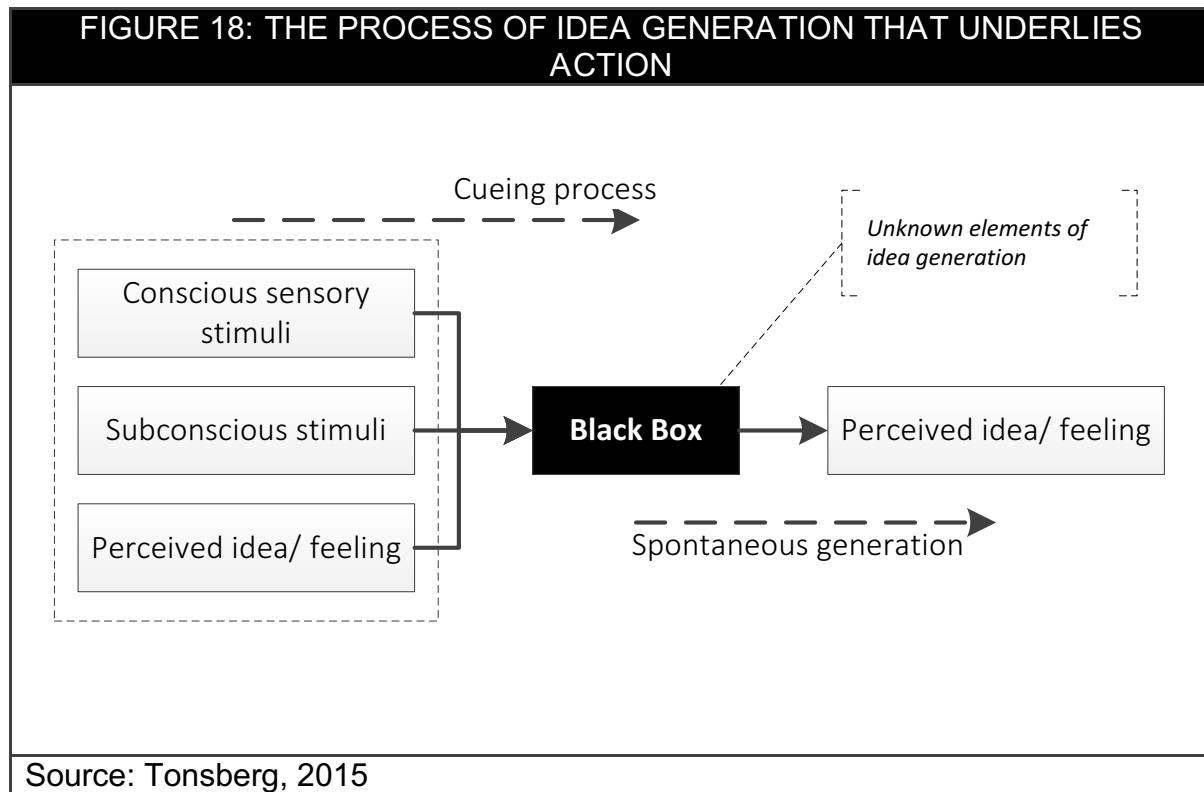 FIGURE 18: THE PROCESS OF IDEA GENERATION THAT UNDERLIES
ACTION
Cueing process
Unknown elements of
idea generation
Conscious sensory
stimuli
Subconscious stimuli
Black Box
Perceived idea/ feeling
Perceived idea/ feeling
Spontaneous generation
Source: Tonsberg, 2015